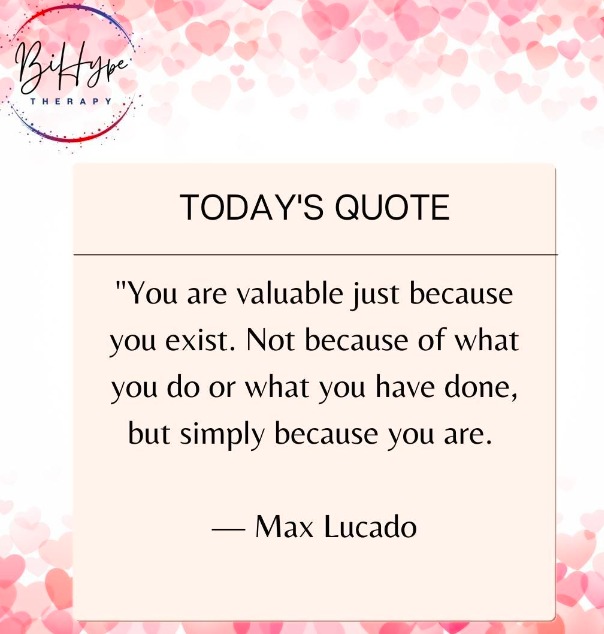 BiHype
THERAPY
TODAY'S QUOTE
"You are valuable just because
you exist. Not because of what
you do or what you have done,
but simply because you are.
— Max Lucado